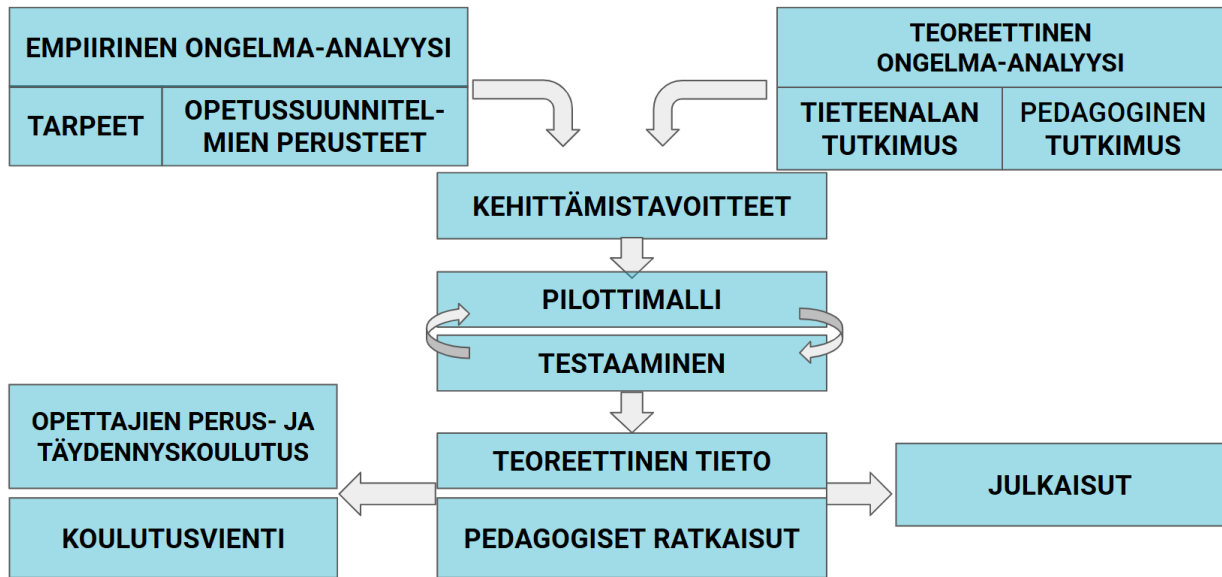 EMPIIRINEN ONGELMA-ANALYYSI
TARPEET
OPETUSSUUNNITEL-
MIEN PERUSTEET
TEOREETTINEN
ONGELMA-ANALYYSI
TIETEENALAN
TUTKIMUS
PEDAGOGINEN
TUTKIMUS
KEHITTÄMISTAVOITTEET
PILOTTIMALLI
TESTAAMINEN
OPETTAJIEN PERUS- JA
TÄYDENNYSKOULUTUS
KOULUTUSVIENTI
TEOREETTINEN TIETO
PEDAGOGISET RATKAISUT
JULKAISUT